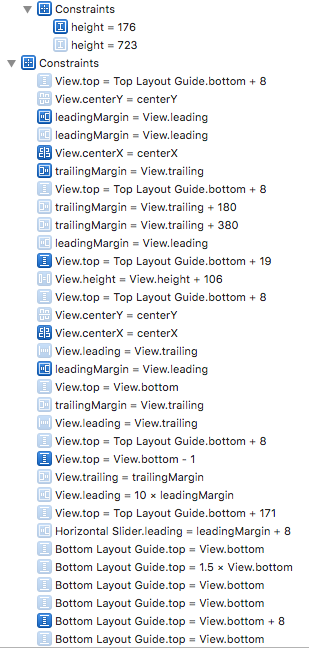 Constraints
height = 176
height = 723
Constraints
View.top = Top Layout Guide.bottom + 8
View.centerY = centerY
leadingMargin = View.leading
leadingMargin = View.leading
View.centerX = centerX
trailingMargin = View.trailing
View.top = Top Layout Guide.bottom + 8
trailingMargin = View.trailing + 180
trailingMargin = View.trailing + 380
leadingMargin = View.leading
View.top = Top Layout Guide.bottom + 19
View.height = View.height + 106
View.top = Top Layout Guide.bottom + 8
View.centerY = centerY
View.centerX = centerX
View.leading = View.trailing
leadingMargin = View.leading
View.top = View.bottom
trailingMargin = View.trailing
View.leading = View.trailing
View.top = Top Layout Guide.bottom + 8
View.top = View.bottom - 1
View.trailing = trailingMargin
View.leading = 10 × leadingMargin
View.top = Top Layout Guide.bottom + 171
Horizontal Slider.leading = leadingMargin + 8
Bottom Layout Guide.top = View.bottom
Bottom Layout Guide.top = 1.5 × View.bottom
Bottom Layout Guide.top = View.bottom
Bottom Layout Guide.top = View.bottom
Bottom Layout Guide.top = View.bottom + 8
Bottom Layout Guide.top = View.bottom